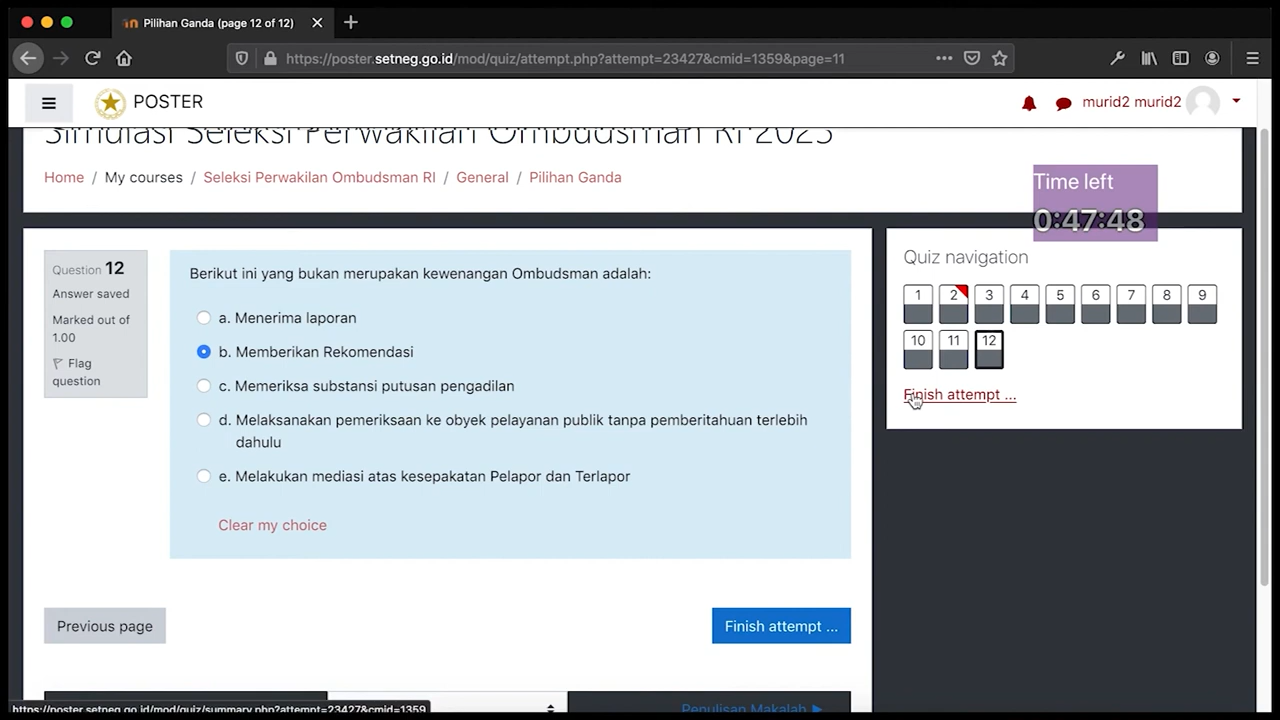 Pilihan Ganda (page 12 of 12)
https://poster.setneg.go.id/mod/quiz/attempt.php?attempt=23427&cmid=1359&page=11
POSTER
murid2 murid2
Simulasi Seleksi Perwakilan Ombudsman RI 2023
Home / My courses / Seleksi Perwakilan Ombudsman RI / General / Pilihan Ganda
Time left
0:47:48
Question 12
Answer saved
Marked out of
1.00
Flag
question
Berikut ini yang bukan merupakan kewenangan Ombudsman adalah:
a. Menerima laporan
b. Memberikan Rekomendasi
c. Memeriksa substansi putusan pengadilan
d. Melaksanakan pemeriksaan ke obyek pelayanan publik tanpa pemberitahuan terlebih
dahulu
e. Melakukan mediasi atas kesepakatan Pelapor dan Terlapor
Clear my choice
Previous page
Finish attempt ...
Quiz navigation
1 2 3 4 5 6 7 8 9
10 11 12
Finish attempt ...
Penulisan Makalah
https://poster.setneg.go.id/mod/quiz/summary.php?attempt=23427&cmid=1359